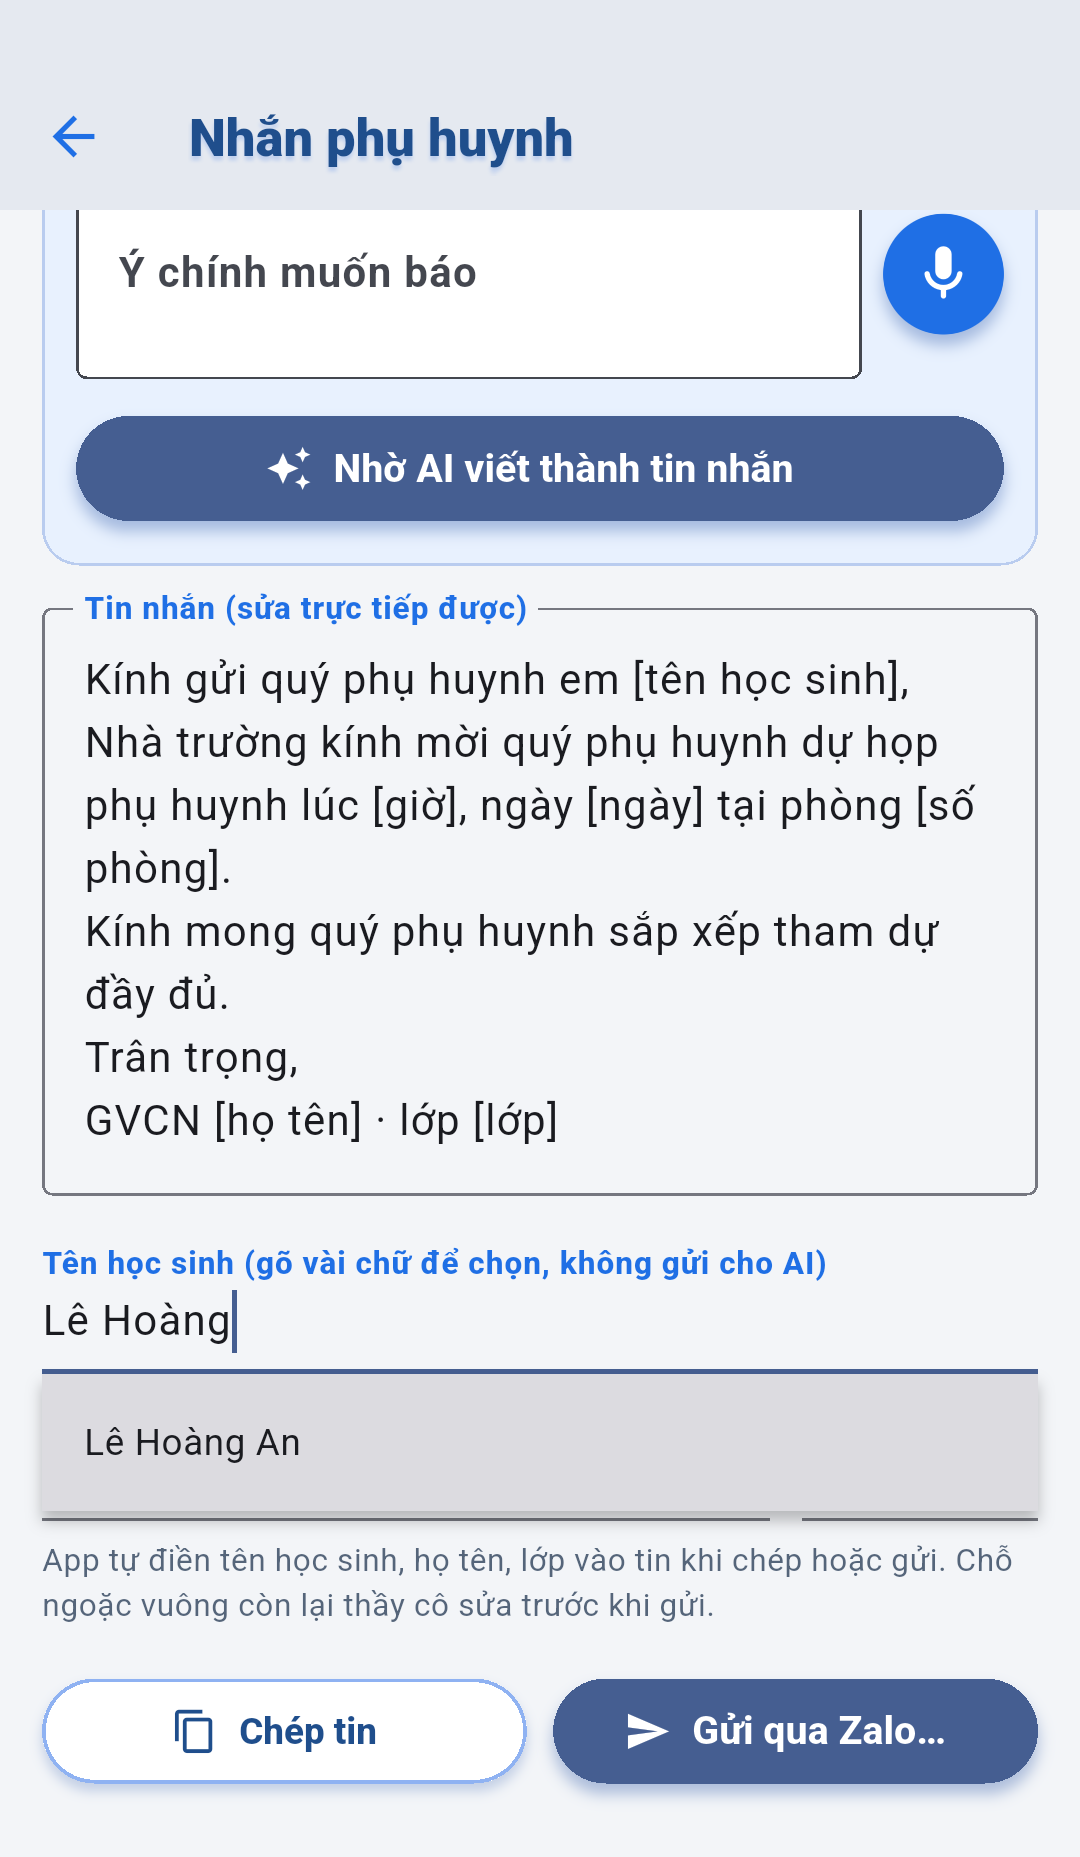 Nhắn phụ huynh
Ý chính muốn báo
Nhờ AI viết thành tin nhắn
Tin nhắn (sửa trực tiếp được)
Kính gửi quý phụ huynh em [tên học sinh],
Nhà trường kính mời quý phụ huynh dự họp
phụ huynh lúc [giờ], ngày [ngày] tại phòng [số
phòng].
Kính mong quý phụ huynh sắp xếp tham dự
đầy đủ.
Trân trọng,
GVCN [họ tên] · lớp [lớp]
Tên học sinh (gõ vài chữ để chọn, không gửi cho AI)
Lê Hoàng
Lê Hoàng An
App tự điền tên học sinh, họ tên, lớp vào tin khi chép hoặc gửi. Chỗ
ngoặc vuông còn lại thầy cô sửa trước khi gửi.
Chép tin
Gửi qua Zalo...